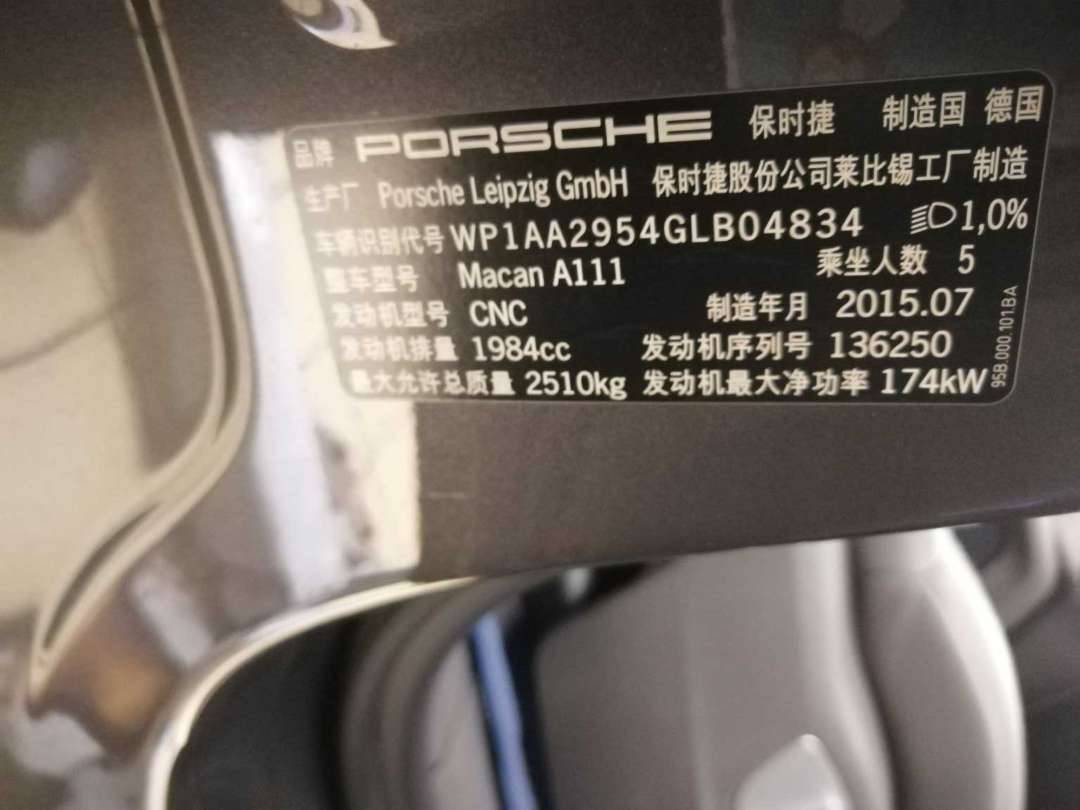 品牌 PORSCHE 保时捷 制造国 德国
生产厂 Porsche Leipzig GmbH 保时捷股份公司莱比锡工厂制造
车辆识别代号 WP1AA2954GLB04834 1,0%
整车型号 Macan A111 乘坐人数 5
发动机型号 CNC 制造年月 2015.07
发动机排量 1984cc 发动机序列号 136250
最大允许总质量 2510kg 发动机最大净功率 174kW
95B.000.101.BA